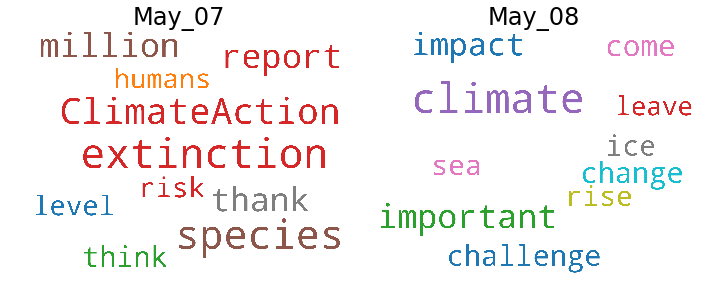 May_07
million
report
humans
ClimateAction
extinction
risk
thank
level
species
think
May_08
impact
come
climate
leave
ice
sea
change
rise
important
challenge